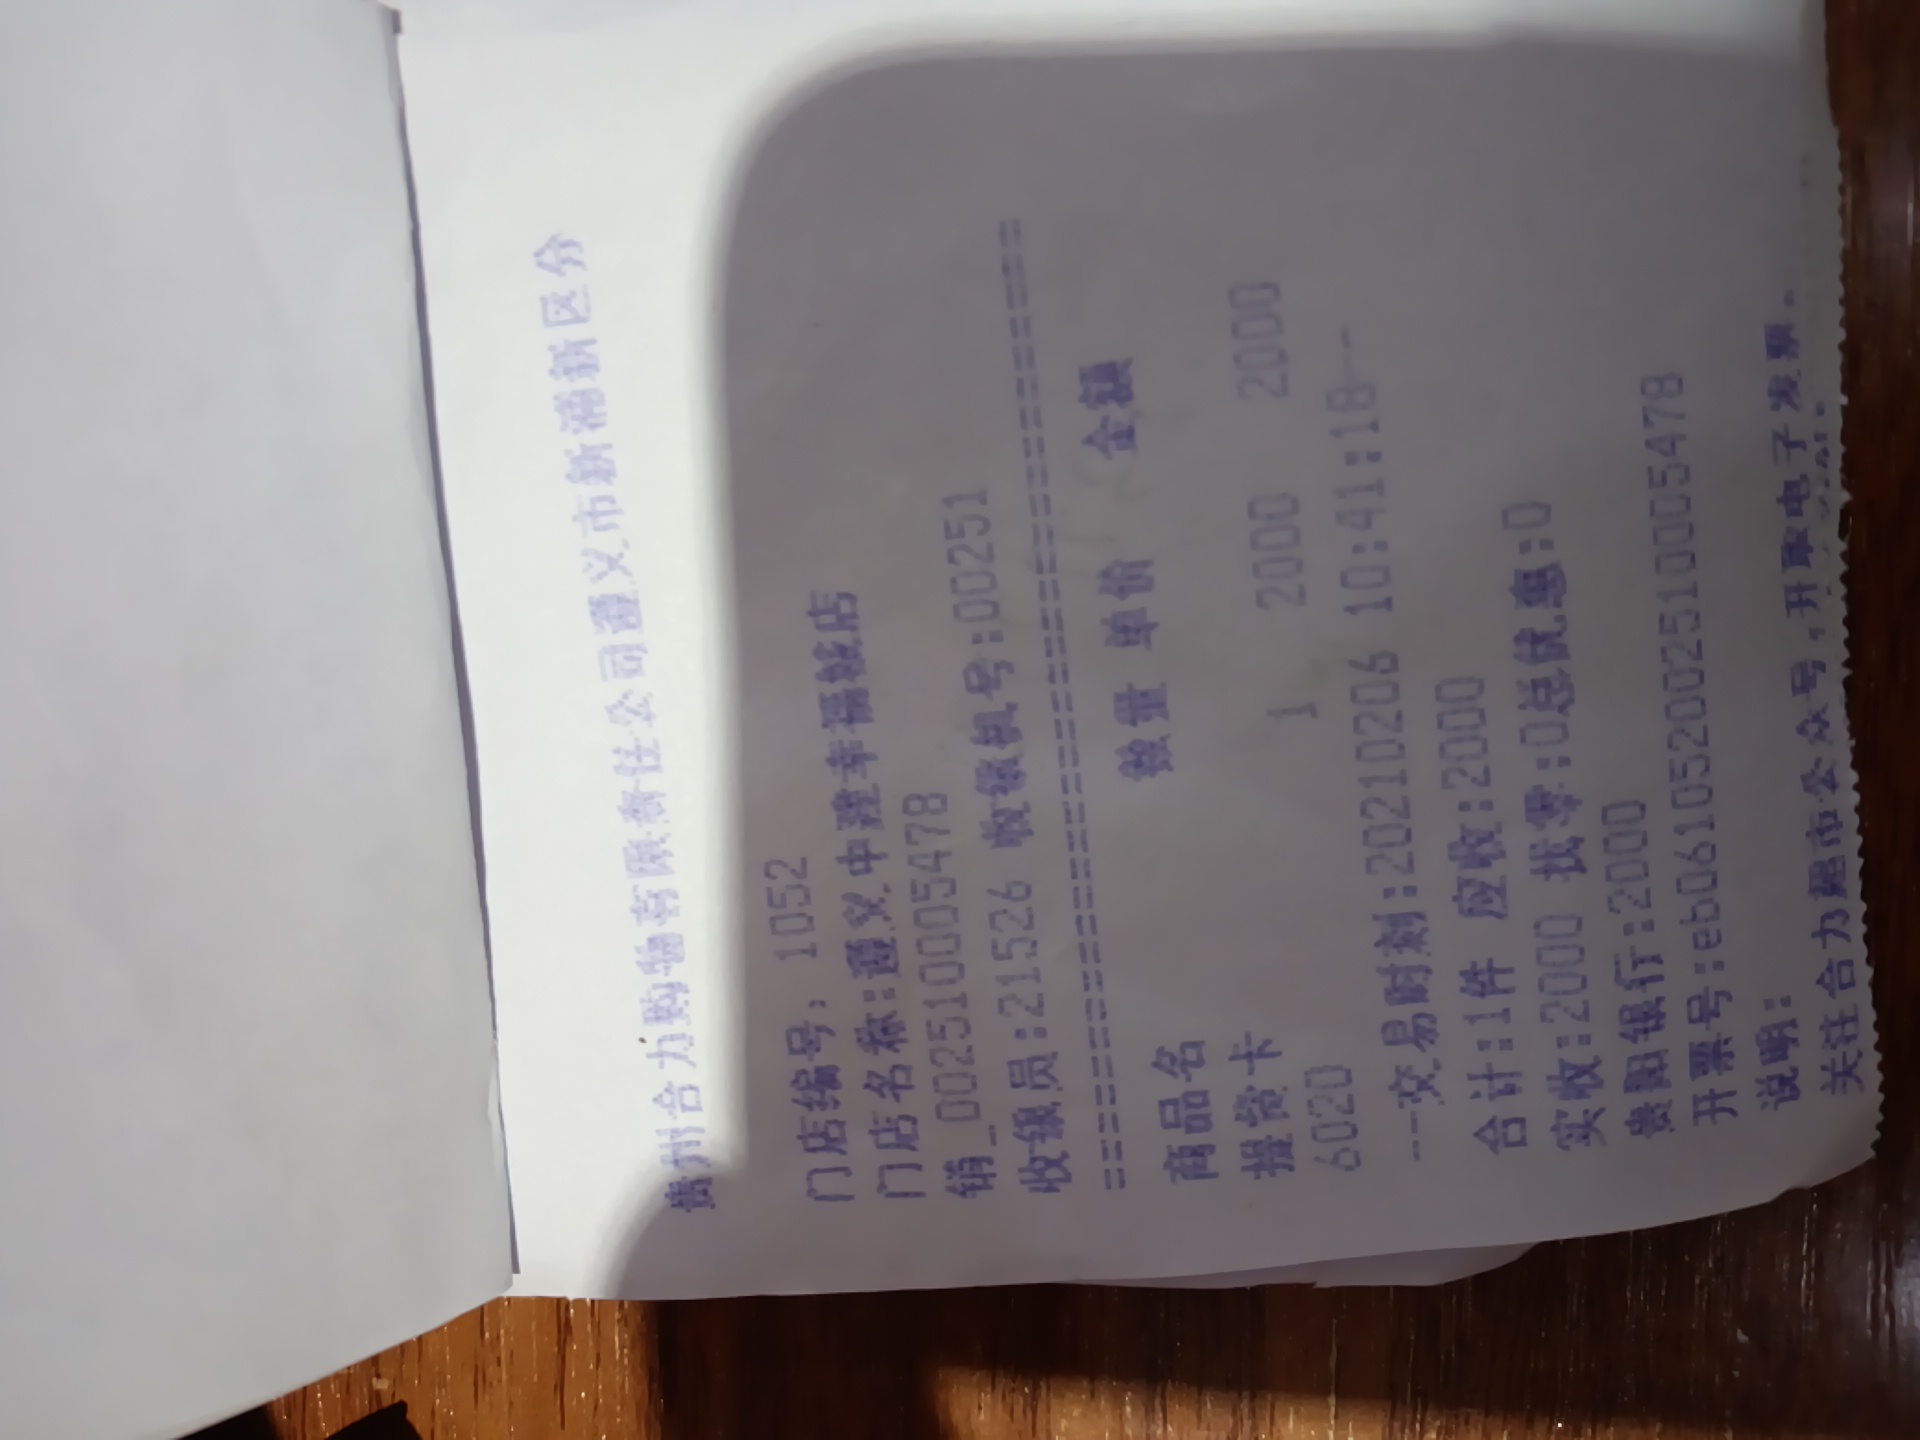 贵州合力购物有限责任公司遵义市新蒲新区分
门店编号: 1052
门店名称:遵义中建幸福城店
销_002510005478
收银员:21526 收银机号:00251
==========================================
商品名 数量 单价 金额
提货卡
6020 1 2000 2000
---交易时刻:20210206 10:41:18--
合计:1件 应收:2000
实收:2000 找零:0总优惠:0
贵阳银行:2000
开票号:eb061052002510005478
说明:
关注合力超市公众号,开取电子发票。